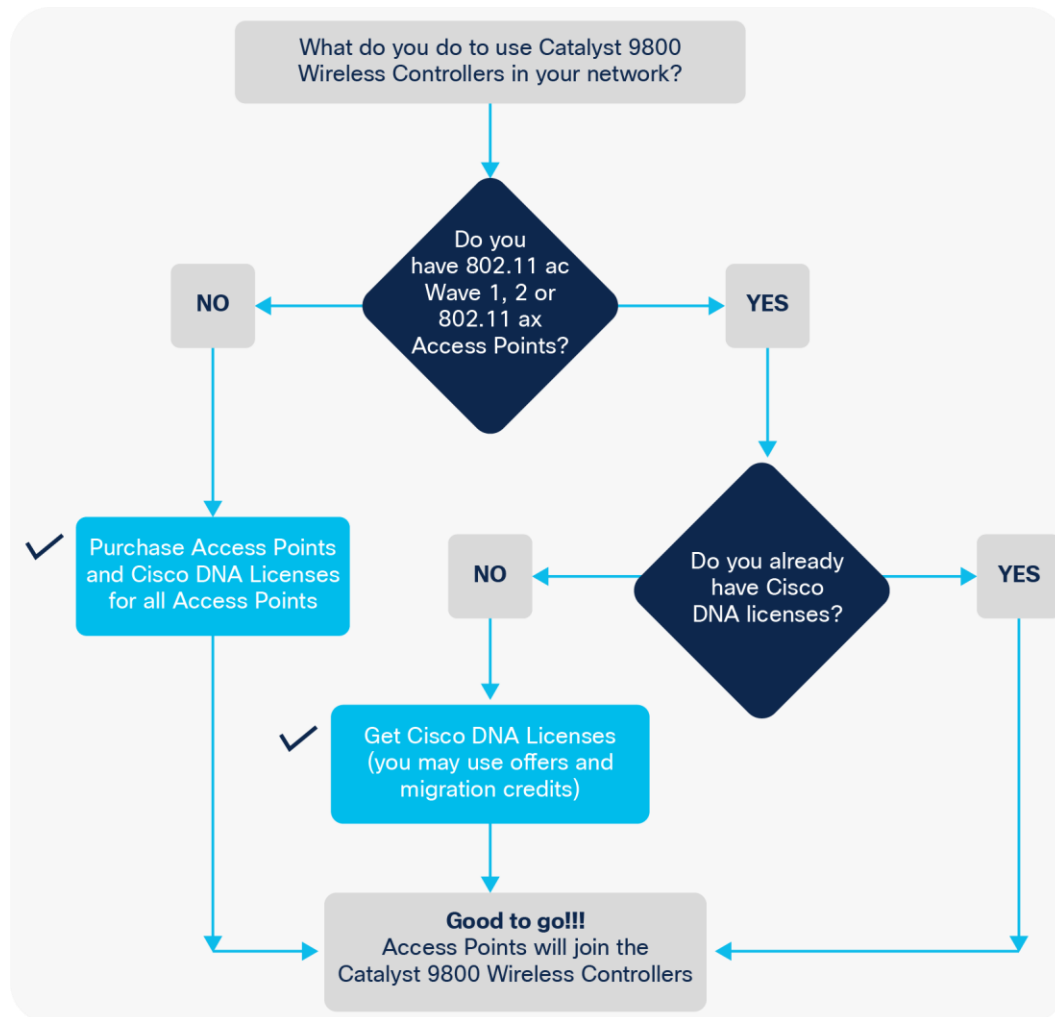 What do you do to use Catalyst 9800
Wireless Controllers in your network?
Do you
have 802.11 ac
Wave 1, 2 or
802.11 ax
Access Points?
NO
YES
Purchase Access Points
and Cisco DNA Licenses
for all Access Points
NO
Do you already
have Cisco
DNA licenses?
YES
Get Cisco DNA Licenses
(you may use offers and
migration credits)
Good to go!!!
Access Points will join the
Catalyst 9800 Wireless Controllers